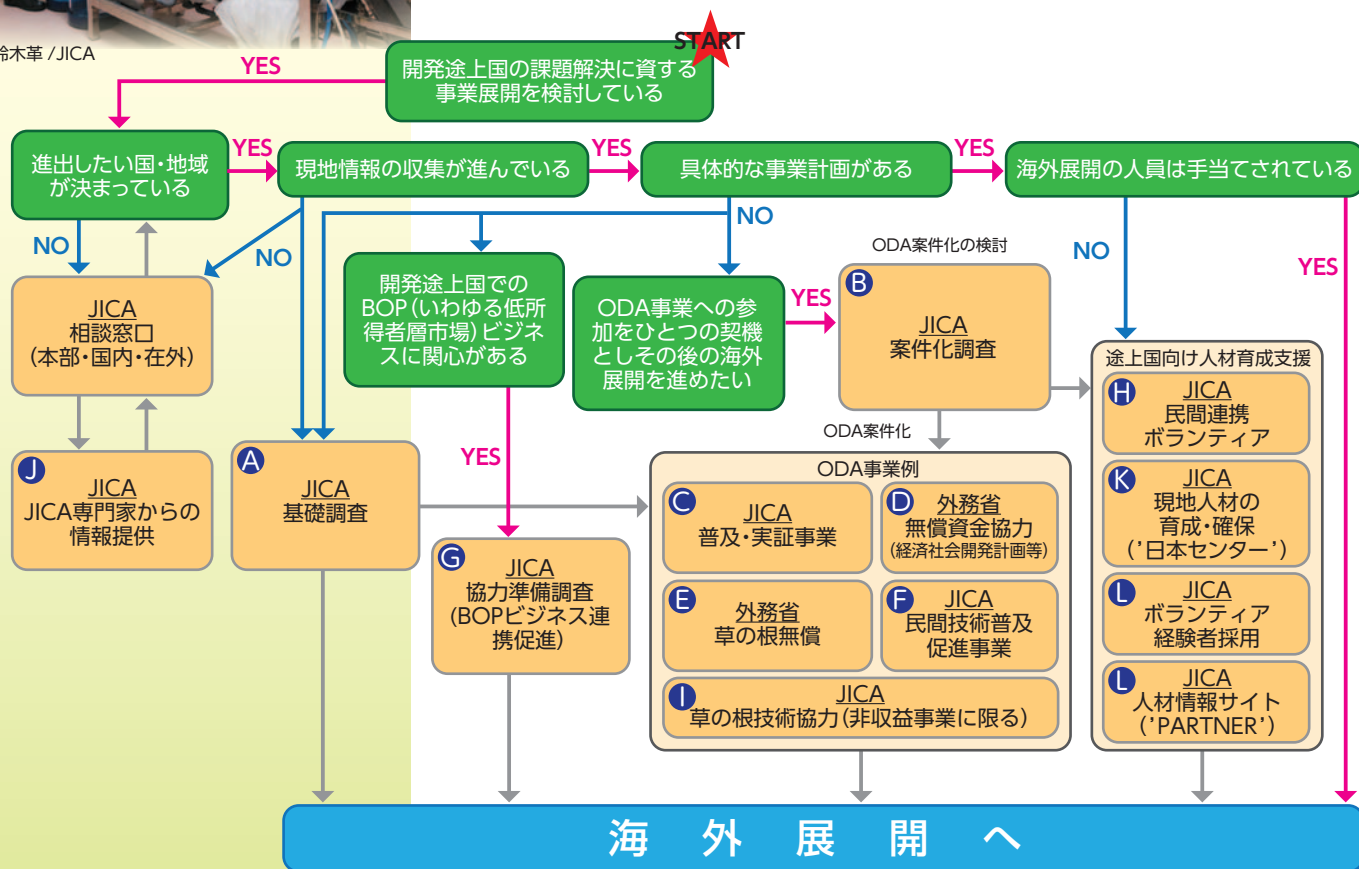 鈴木革 /JICA
START
開発途上国の課題解決に資する
事業展開を検討している
YES
進出したい国・地域
が決まっている
YES
現地情報の収集が進んでいる
YES
具体的な事業計画がある
YES
海外展開の人員は手当てされている
NO
NO
NO
NO
YES
JICA
相談窓口
(本部・国内・在外)
開発途上国での
BOP(いわゆる低所
得者層市場)ビジネ
スに関心がある
ODA事業への参
加をひとつの契機
としその後の海外
展開を進めたい
YES
ODA案件化の検討
B
JICA
案件化調査
YES
ODA案件化
J
JICA
JICA専門家からの
情報提供
A
JICA
基礎調査
G
JICA
協力準備調査
(BOPビジネス連
携促進)
ODA事業例
C
JICA
普及・実証事業
D
外務省
無償資金協力
(経済社会開発計画等)
E
外務省
草の根無償
F
JICA
民間技術普及
促進事業
I
JICA
草の根技術協力(非収益事業に限る)
途上国向け人材育成支援
H
JICA
民間連携
ボランティア
K
JICA
現地人材の
育成・確保
('日本センター')
L
JICA
ボランティア
経験者採用
L
JICA
人材情報サイト
('PARTNER')
海外展開へ